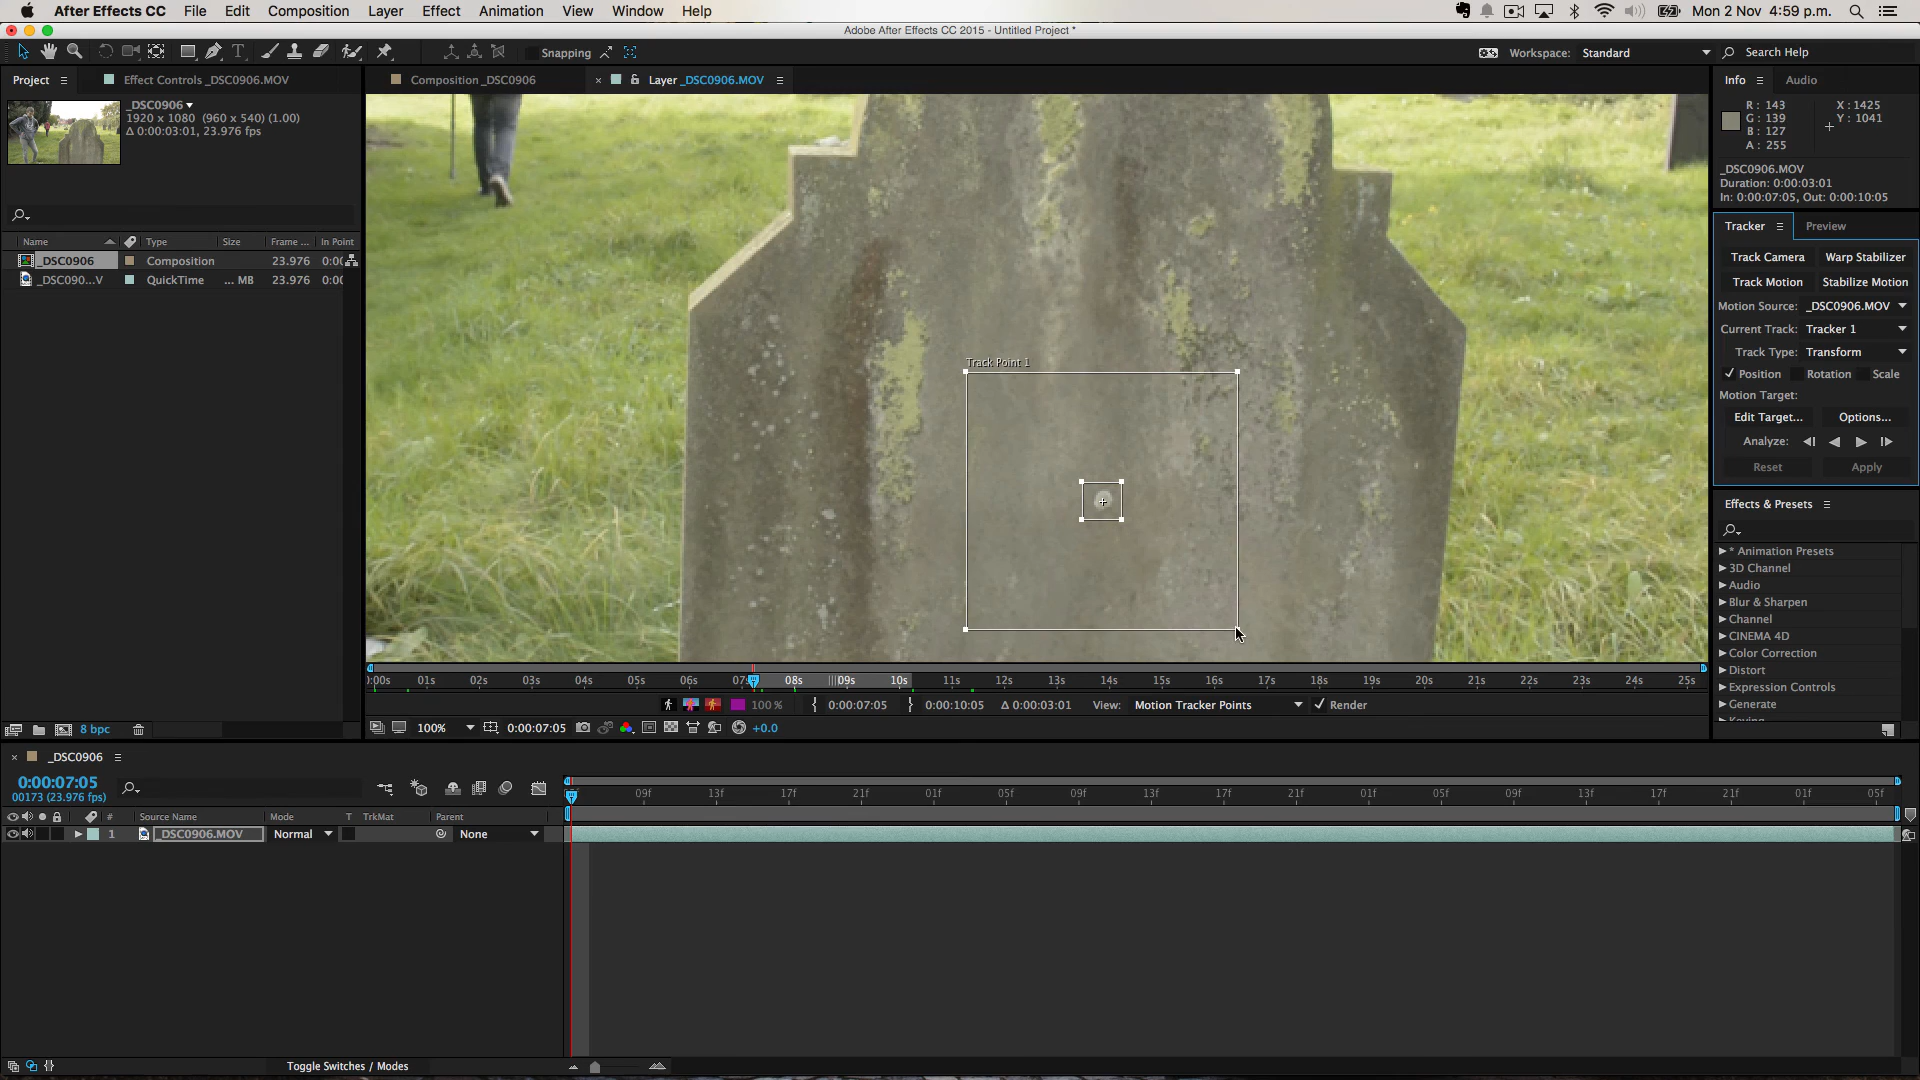 After Effects CC File Edit Composition Layer Effect Animation View Window Help Mon 2 Nov 4:59 p.m.
Adobe After Effects CC 2015 - Untitled Project *
Snapping Workspace: Standard Search Help
Project Effect Controls _DSC0906.MOV Composition _DSC0906 Layer _DSC0906.MOV Info Audio
_DSC0906
1920 x 1080 (960 x 540) (1.00)
Δ 0:00:03:01, 23.976 fps
R: 143 X: 1425
G: 139 Y: 1041
B: 127
A: 255
_DSC0906.MOV
Duration: 0:00:03:01
In: 0:00:07:05, Out: 0:00:10:05
Tracker Preview
Name Type Size Frame ... In Point
_DSC0906 Composition 23.976 0:00
_DSC090...V QuickTime ... MB 23.976 0:00
Track Camera Warp Stabilizer
Track Motion Stabilize Motion
Motion Source: _DSC0906.MOV
Current Track: Tracker 1
Track Type: Transform
Position Rotation Scale
Motion Target:
Edit Target... Options...
Analyze:
Reset Apply
Track Point 1
Effects & Presets
* Animation Presets
3D Channel
Audio
Blur & Sharpen
Channel
CINEMA 4D
Color Correction
Distort
Expression Controls
Generate
Keying
:00s 01s 02s 03s 04s 05s 06s 07s 08s 09s 10s 11s 12s 13s 14s 15s 16s 17s 18s 19s 20s 21s 22s 23s 24s 25s
100 % 0:00:07:05 0:00:10:05 Δ 0:00:03:01 View: Motion Tracker Points Render
8 bpc 100% 0:00:07:05 +0.0
_DSC0906
0:00:07:05
00173 (23.976 fps)
09f 13f 17f 21f 01f 05f 09f 13f 17f 21f 01f 05f 09f 13f 17f 21f 01f 05f
# Source Name Mode T TrkMat Parent
1 _DSC0906.MOV Normal None
Toggle Switches / Modes